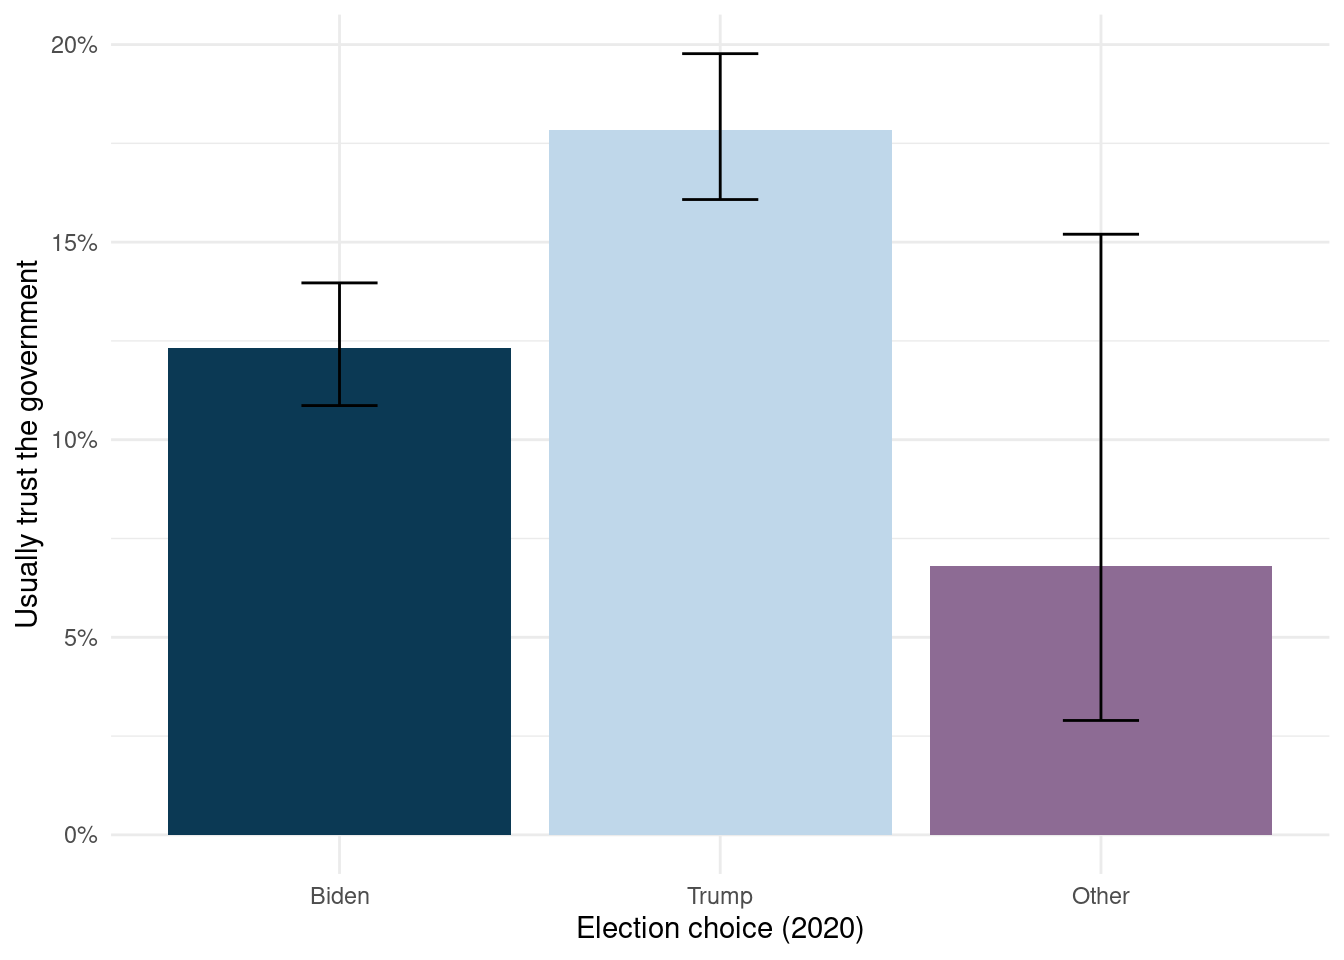 20%
15%
10%
5%
0%
Usually trust the government
Biden
Trump
Other
Election choice (2020)